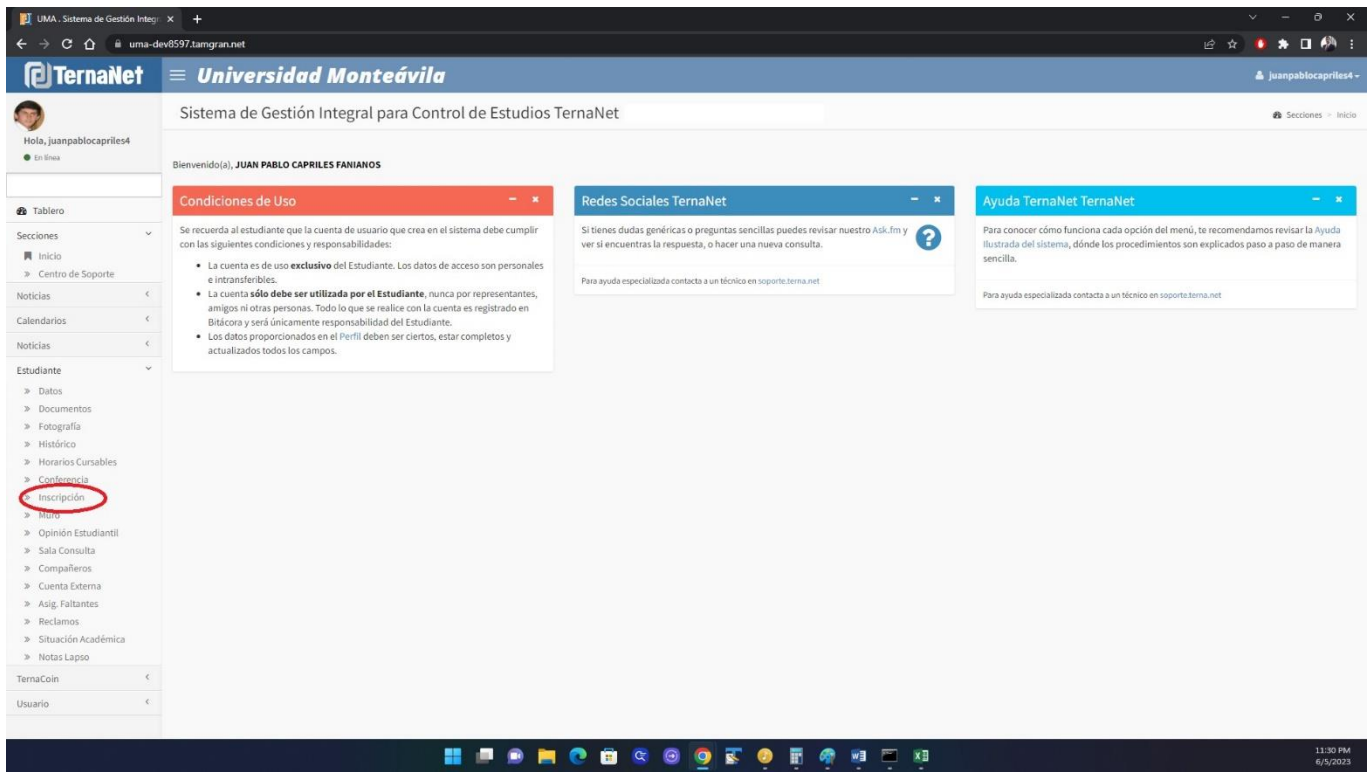 UMA . Sistema de Gestión Integr
uma-dev8597.tamgran.net
TernaNet
Universidad Monteávila
juanpablocapriles4
Hola, juanpablocapriles4
En línea
Sistema de Gestión Integral para Control de Estudios TernaNet
Secciones > Inicio
Bienvenido(a), JUAN PABLO CAPRILES FANIANOS
Tablero
Secciones
Inicio
Centro de Soporte
Noticias
Calendarios
Noticias
Estudiante
Datos
Documentos
Fotografía
Histórico
Horarios Cursables
Conferencia
Inscripción
Muro
Opinión Estudiantil
Sala Consulta
Compañeros
Cuenta Externa
Asig. Faltantes
Reclamos
Situación Académica
Notas Lapso
TernaCoin
Usuario
Condiciones de Uso
Se recuerda al estudiante que la cuenta de usuario que crea en el sistema debe cumplir
con las siguientes condiciones y responsabilidades:
• La cuenta es de uso exclusivo del Estudiante. Los datos de acceso son personales
e intransferibles.
• La cuenta sólo debe ser utilizada por el Estudiante, nunca por representantes,
amigos ni otras personas. Todo lo que se realice con la cuenta es registrado en
Bitácora y será únicamente responsabilidad del Estudiante.
• Los datos proporcionados en el Perfil deben ser ciertos, estar completos y
actualizados todos los campos.
Redes Sociales TernaNet
Si tienes dudas genéricas o preguntas sencillas puedes revisar nuestro Ask.fm y
ver si encuentras la respuesta, o hacer una nueva consulta.
Para ayuda especializada contacta a un técnico en soporte.terna.net
Ayuda TernaNet TernaNet
Para conocer cómo funciona cada opción del menú, te recomendamos revisar la Ayuda
Ilustrada del sistema, dónde los procedimientos son explicados paso a paso de manera
sencilla.
Para ayuda especializada contacta a un técnico en soporte.terna.net
11:30 PM
6/5/2023